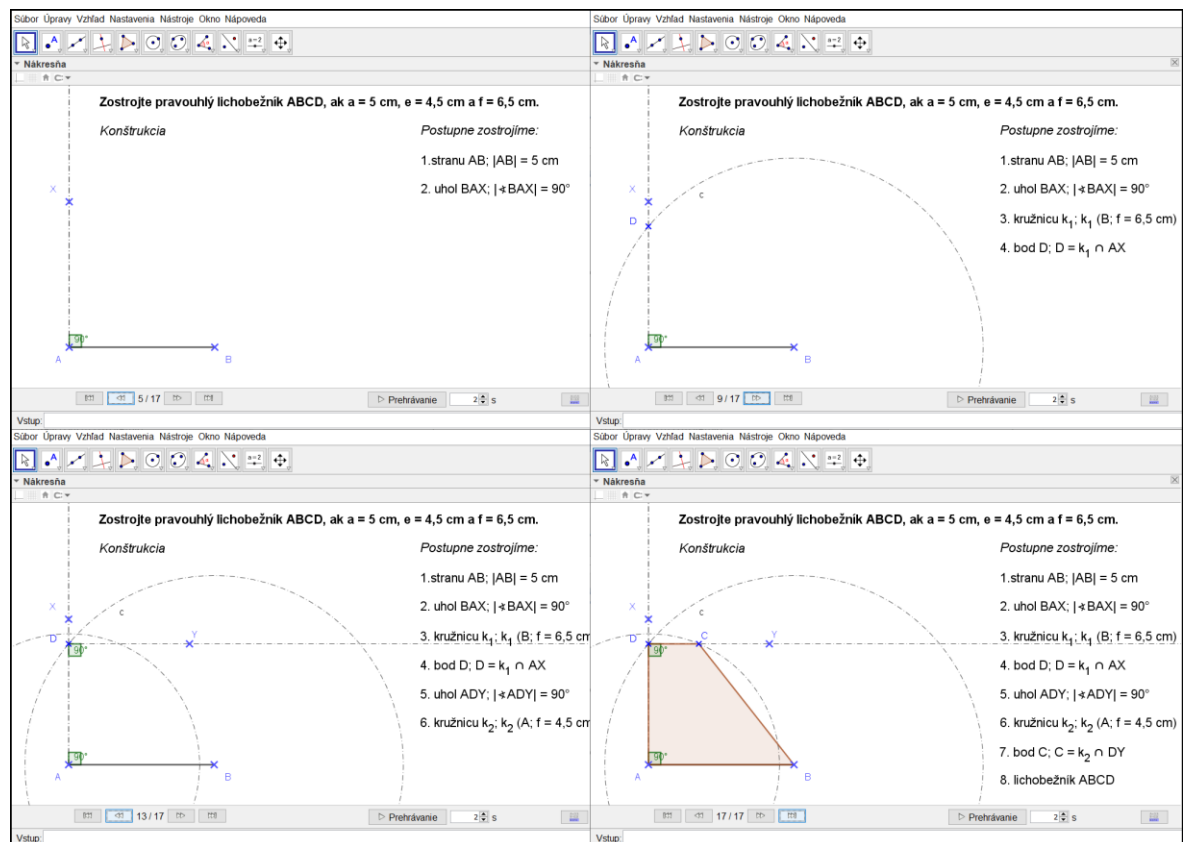 Súbor Úpravy Vzhľad Nastavenia Nástroje Okno Nápoveda
a=2
Nákresňa
Zostrojte pravouhlý lichobežník ABCD, ak a = 5 cm, e = 4,5 cm a f = 6,5 cm.
Konštrukcia
Postupne zostrojíme:
1.stranu AB; |AB| = 5 cm
2. uhol BAX; |∢BAX| = 90°
X
90°
A
B
5 / 17
Prehrávanie
2 s
Vstup:
Súbor Úpravy Vzhľad Nastavenia Nástroje Okno Nápoveda
a=2
Nákresňa
Zostrojte pravouhlý lichobežník ABCD, ak a = 5 cm, e = 4,5 cm a f = 6,5 cm.
Konštrukcia
Postupne zostrojíme:
1.stranu AB; |AB| = 5 cm
2. uhol BAX; |∢BAX| = 90°
3. kružnicu k₁; k₁ (B; f = 6,5 cm)
4. bod D; D = k₁ ∩ AX
X
c
D
90°
A
B
9 / 17
Prehrávanie
2 s
Vstup:
Súbor Úpravy Vzhľad Nastavenia Nástroje Okno Nápoveda
a=2
Nákresňa
Zostrojte pravouhlý lichobežník ABCD, ak a = 5 cm, e = 4,5 cm a f = 6,5 cm.
Konštrukcia
Postupne zostrojíme:
1.stranu AB; |AB| = 5 cm
2. uhol BAX; |∢BAX| = 90°
3. kružnicu k₁; k₁ (B; f = 6,5 cm
4. bod D; D = k₁ ∩ AX
5. uhol ADY; |∢ADY| = 90°
6. kružnicu k₂; k₂ (A; f = 4,5 cm
X
c
D
Y
90°
90°
A
B
13 / 17
Prehrávanie
2 s
Vstup:
Súbor Úpravy Vzhľad Nastavenia Nástroje Okno Nápoveda
a=2
Nákresňa
Zostrojte pravouhlý lichobežník ABCD, ak a = 5 cm, e = 4,5 cm a f = 6,5 cm.
Konštrukcia
Postupne zostrojíme:
1.stranu AB; |AB| = 5 cm
2. uhol BAX; |∢BAX| = 90°
3. kružnicu k₁; k₁ (B; f = 6,5 cm)
4. bod D; D = k₁ ∩ AX
5. uhol ADY; |∢ADY| = 90°
6. kružnicu k₂; k₂ (A; f = 4,5 cm)
7. bod C; C = k₂ ∩ DY
8. lichobežník ABCD
X
c
D
C
Y
90°
90°
A
B
17 / 17
Prehrávanie
2 s
Vstup: